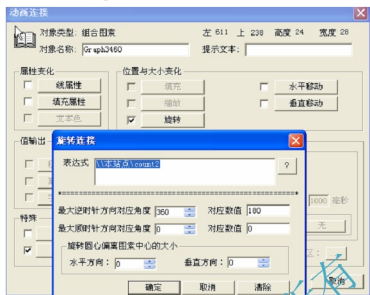 动画连接
对象类型: 组合图素 左 611 上 238 高度 24 宽度 28
对象名称: Graph3460 提示文本:
属性变化 位置与大小变化
线属性 填充 水平移动
填充属性 缩放 垂直移动
文本色 旋转
值输出
旋转连接
表达式 \\本站点\count2 ?
最大逆时针方向对应角度 360 对应数值 180
最大顺时针方向对应角度 0 对应数值 0
旋转圆心偏离图素中心的大小
水平方向: 0 垂直方向: 0
确定 取消 清除
1000 毫秒
特殊
无
取消